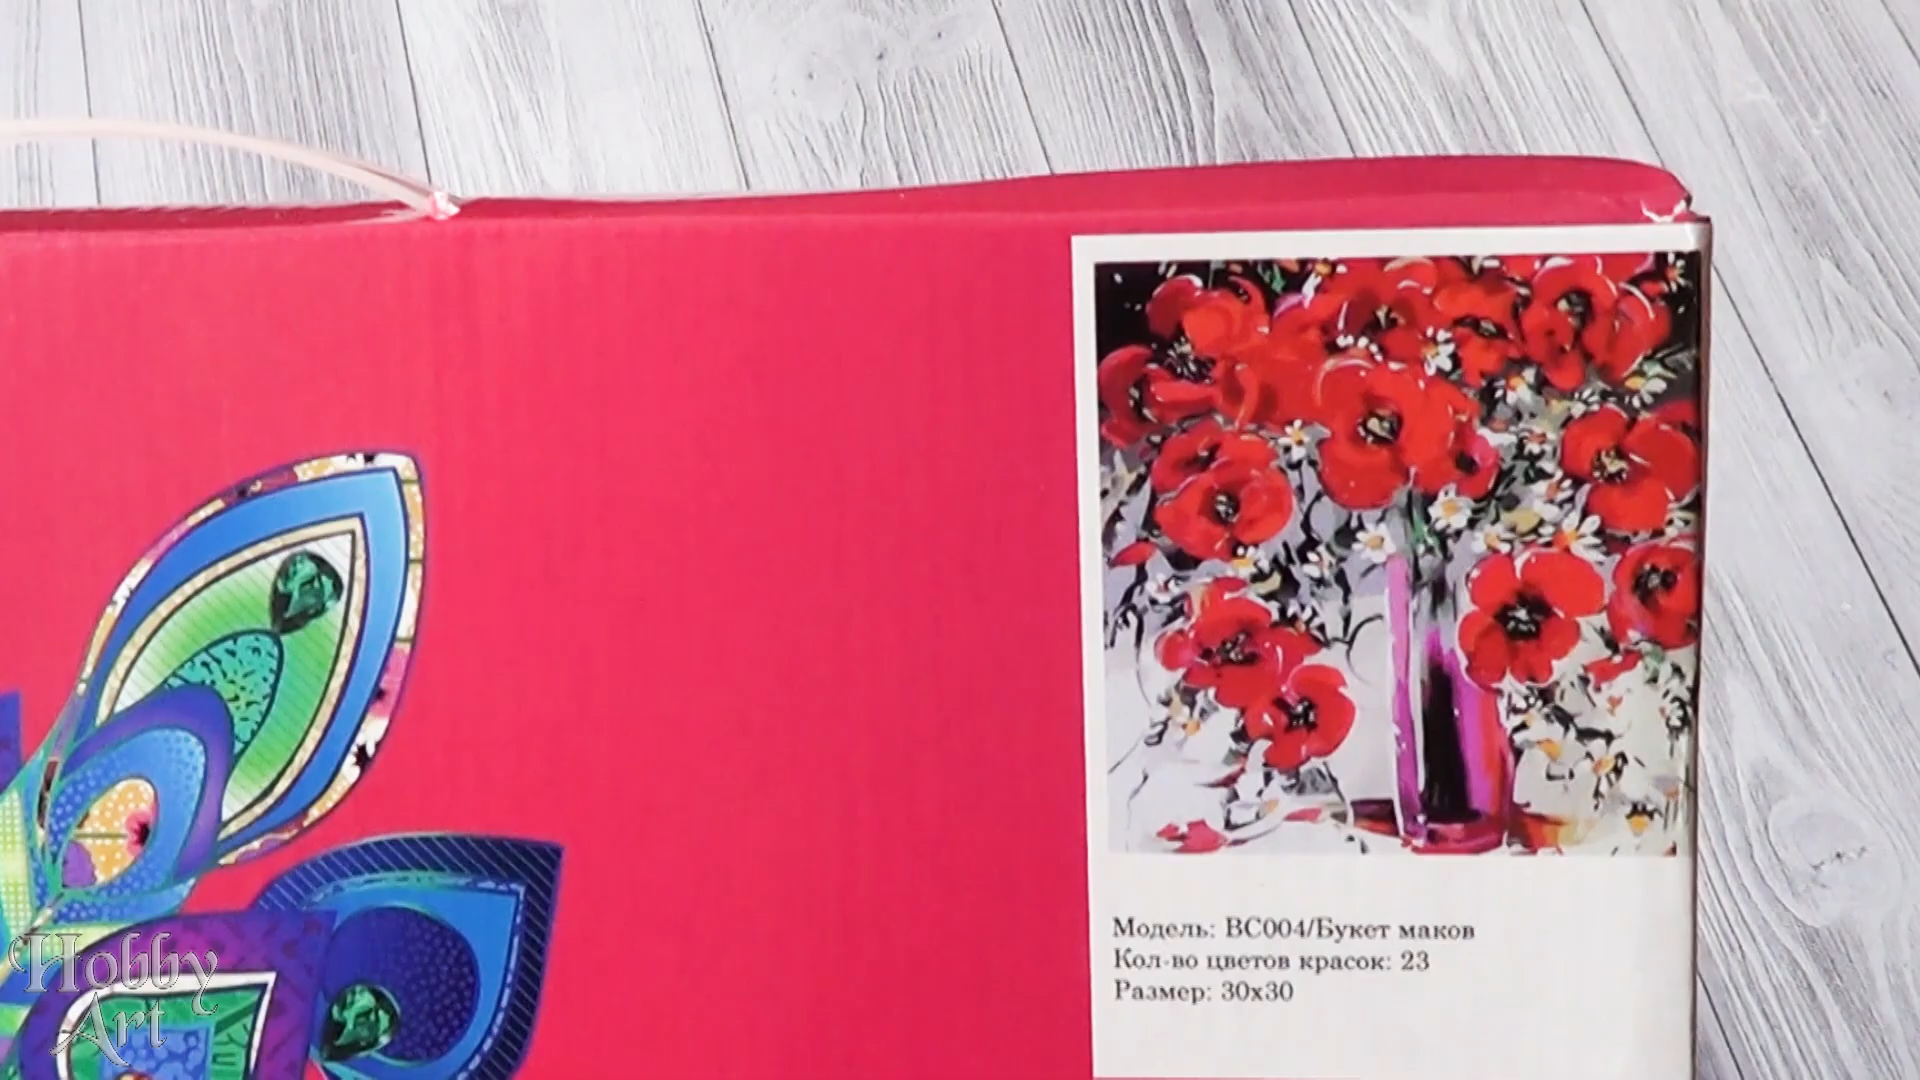 Модель: BC004/Букет маков
Кол-во цветов красок: 23
Размер: 30x30
Hobby
Art